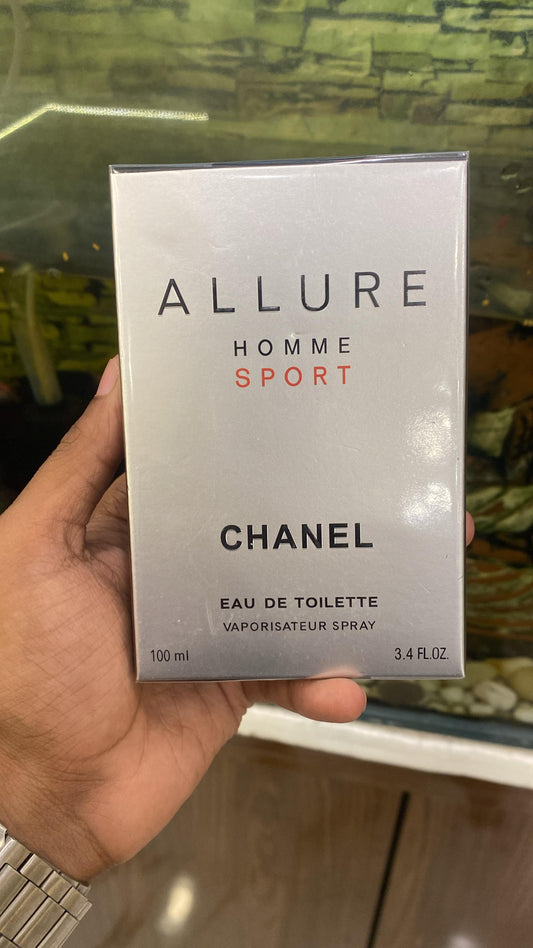 ALLURE
HOMME
SPORT
CHANEL
EAU DE TOILETTE
VAPORISATEUR SPRAY
100 ml 3.4 FL.OZ.